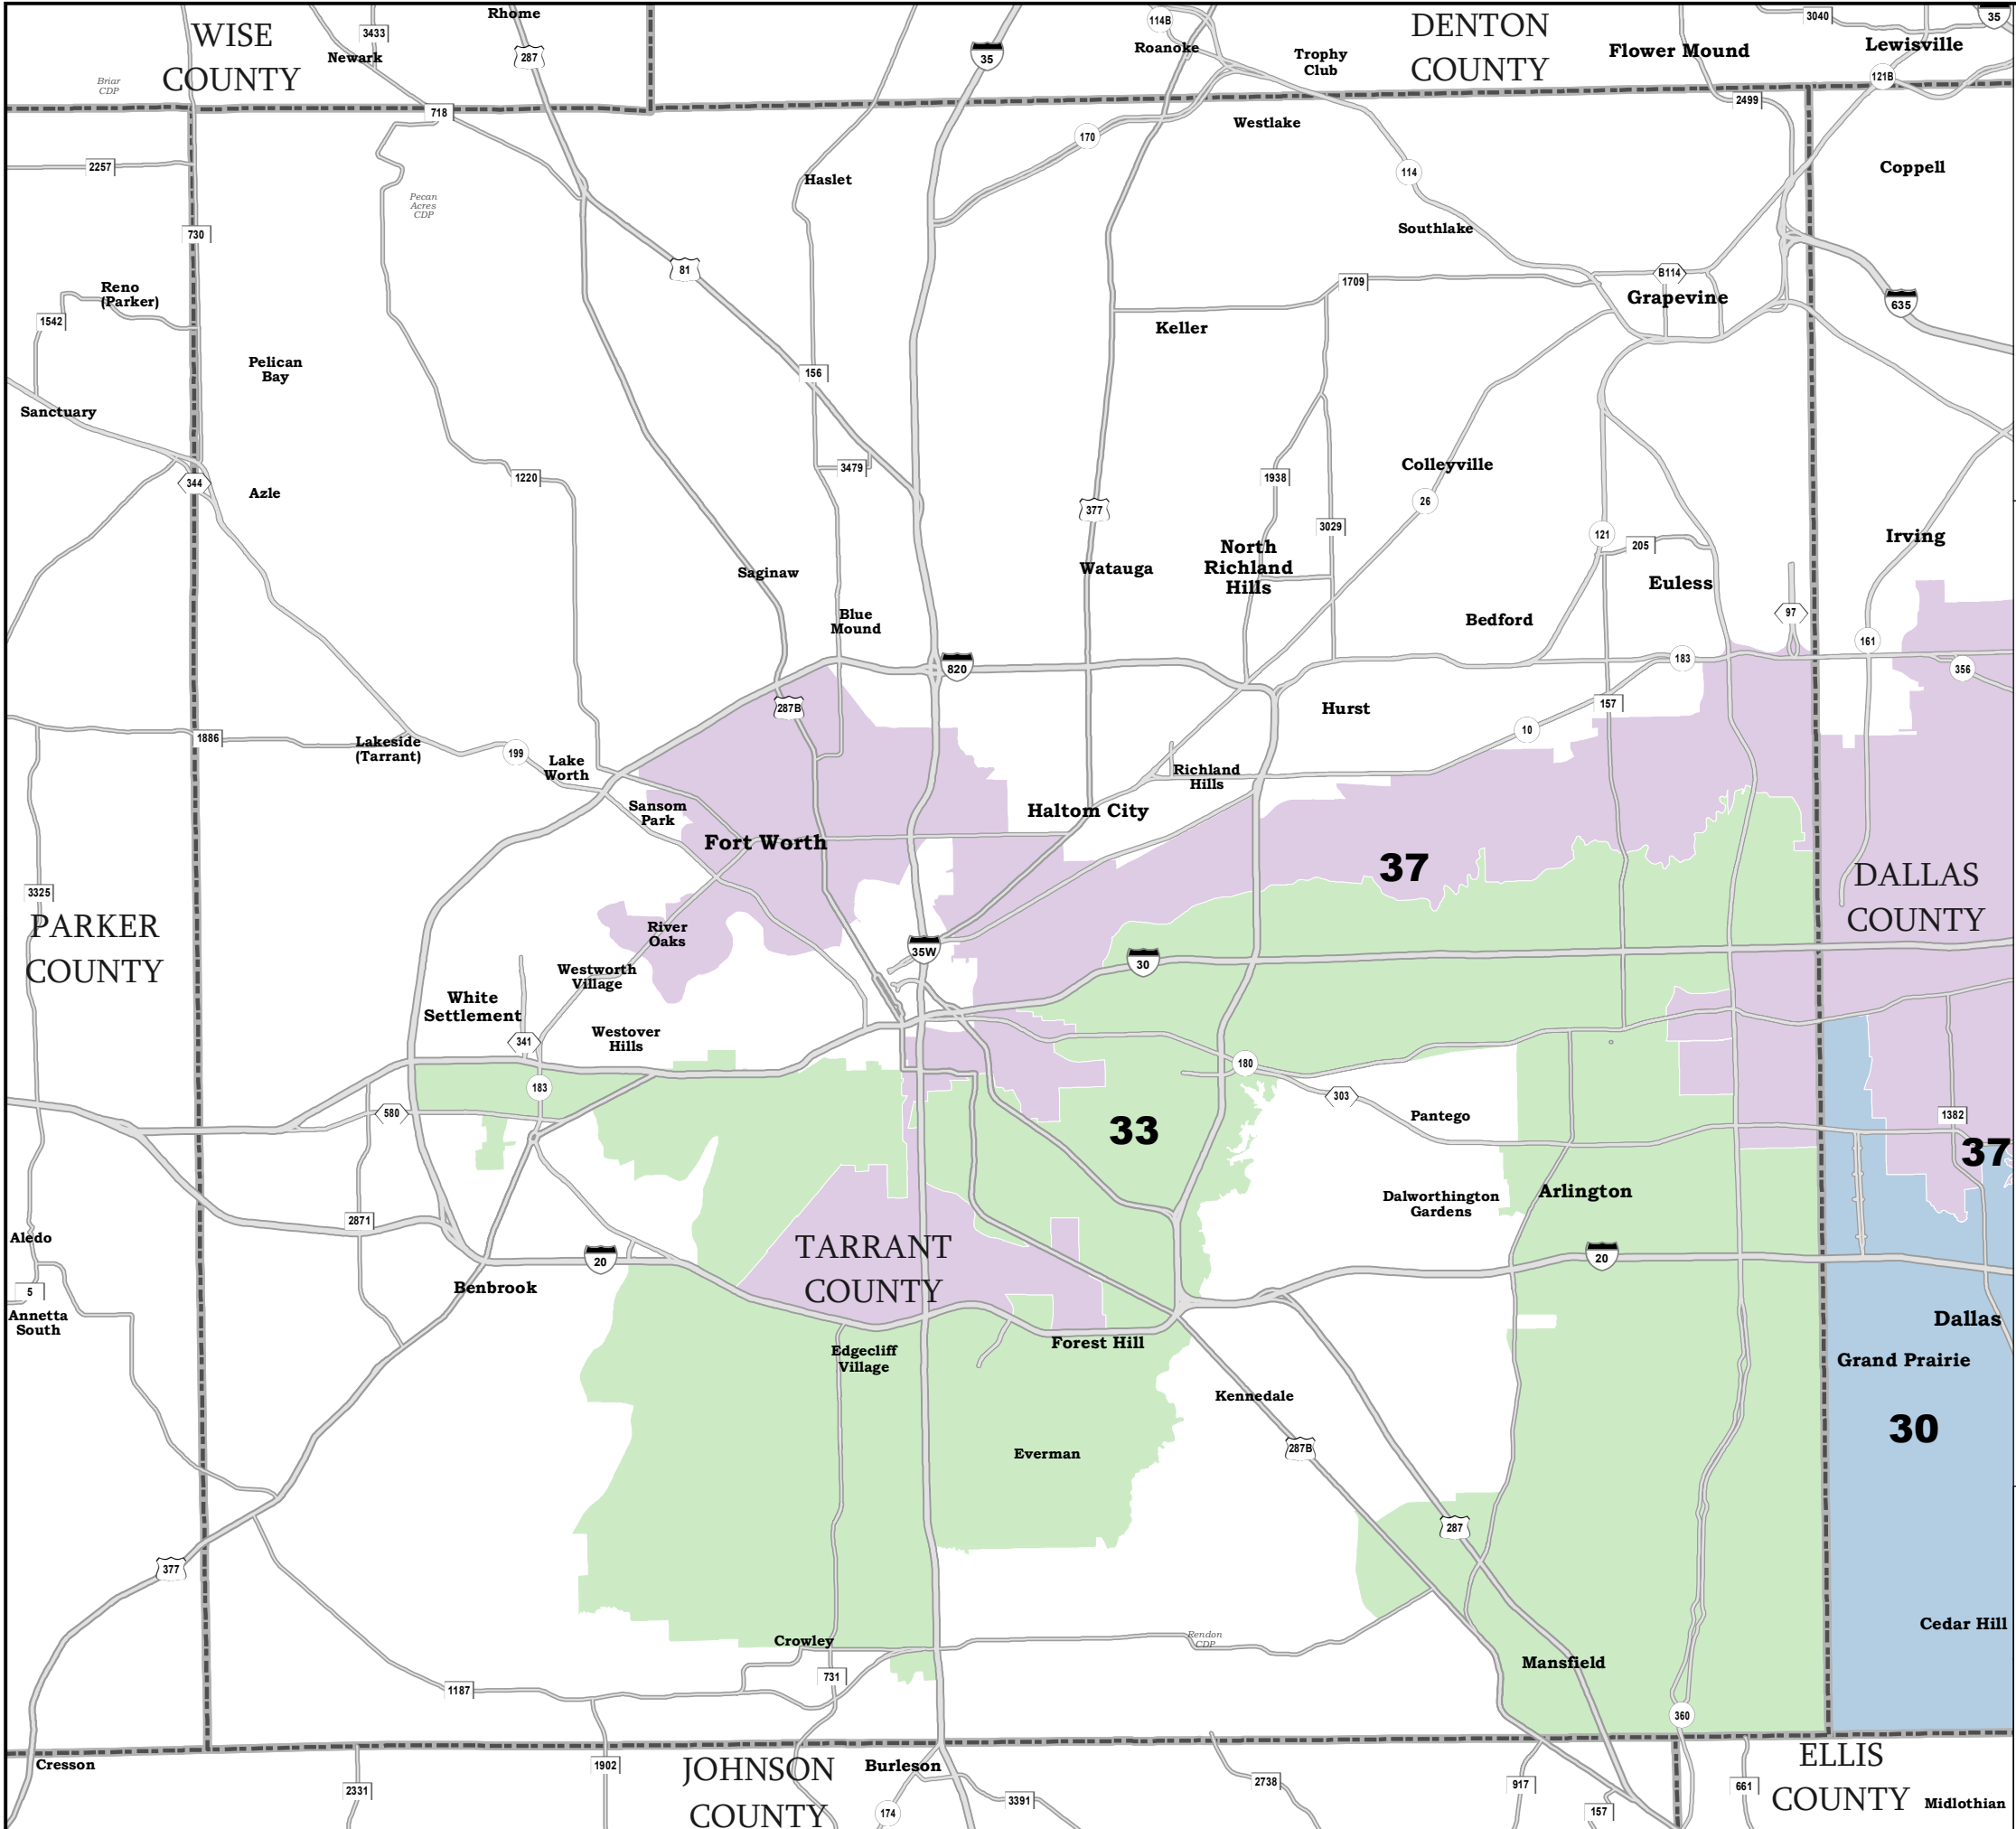 Rhome
WISE
COUNTY
3433
Newark
287
Briar
CDP
35
114B
Roanoke
Trophy
Club
DENTON
COUNTY
Flower Mound
3040
35
Lewisville
121B
718
2499
170
Westlake
2257
Pecan
Acres
CDP
Haslet
114
Coppell
730
Southlake
81
Reno
(Parker)
1542
1709
B114
Grapevine
635
Keller
Pelican
Bay
156
Sanctuary
344
Azle
1220
3479
377
1938
Colleyville
26
3029
121
205
Irving
North
Richland
Hills
Saginaw
Watauga
Euless
Blue
Mound
Bedford
97
161
820
183
356
287B
Hurst
157
10
1886
Lakeside
(Tarrant)
199
Lake
Worth
Richland
Hills
Sansom
Park
Haltom City
Fort Worth
37
3325
DALLAS
COUNTY
PARKER
COUNTY
River
Oaks
35W
30
Westworth
Village
White
Settlement
341
Westover
Hills
183
180
303
580
33
Pantego
1382
37
Dalworthington
Gardens
Arlington
2871
Aledo
TARRANT
COUNTY
20
20
Benbrook
5
Annetta
South
Dallas
Forest Hill
Edgecliff
Village
Grand Prairie
Kennedale
30
Everman
287B
287
377
Crowley
Rendon
CDP
Cedar Hill
Mansfield
731
1187
360
Cresson
JOHNSON
COUNTY
1902
Burleson
ELLIS
COUNTY
2331
3391
2738
917
661
174
157
Midlothian